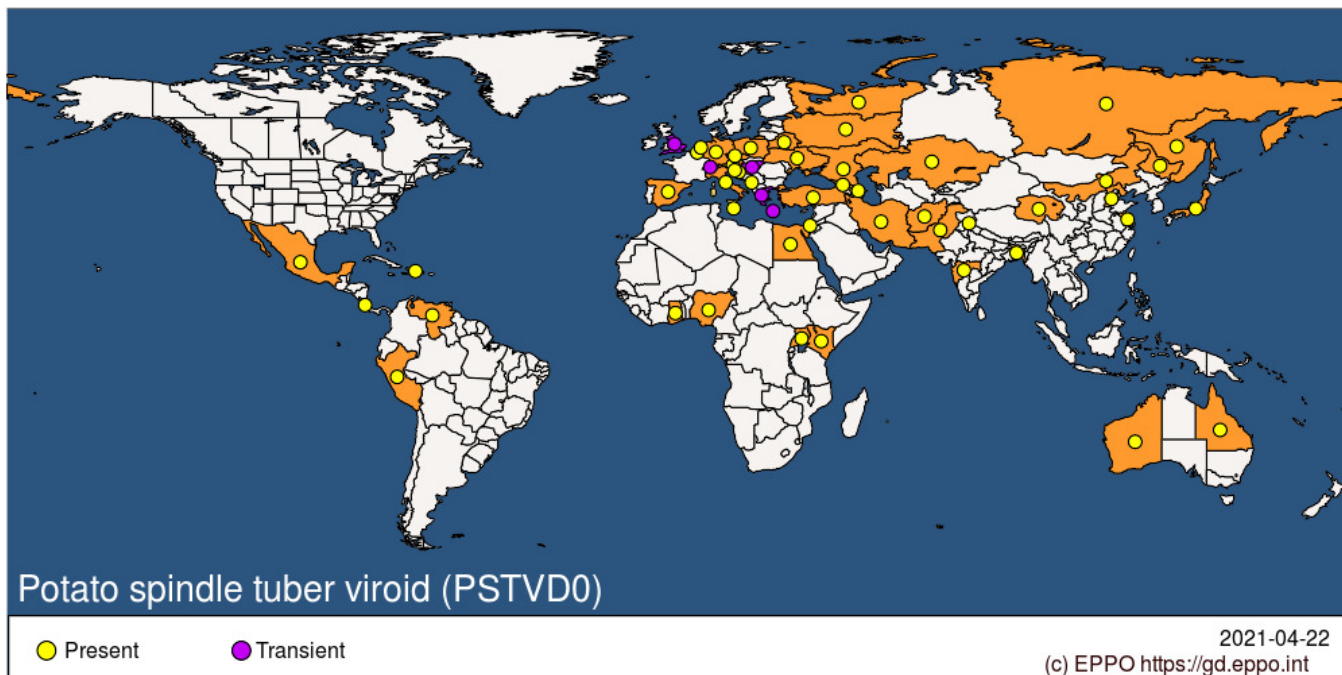 Potato spindle tuber viroid (PSTVD0)
Present
Transient
2021-04-22
(c) EPPO https://gd.eppo.int